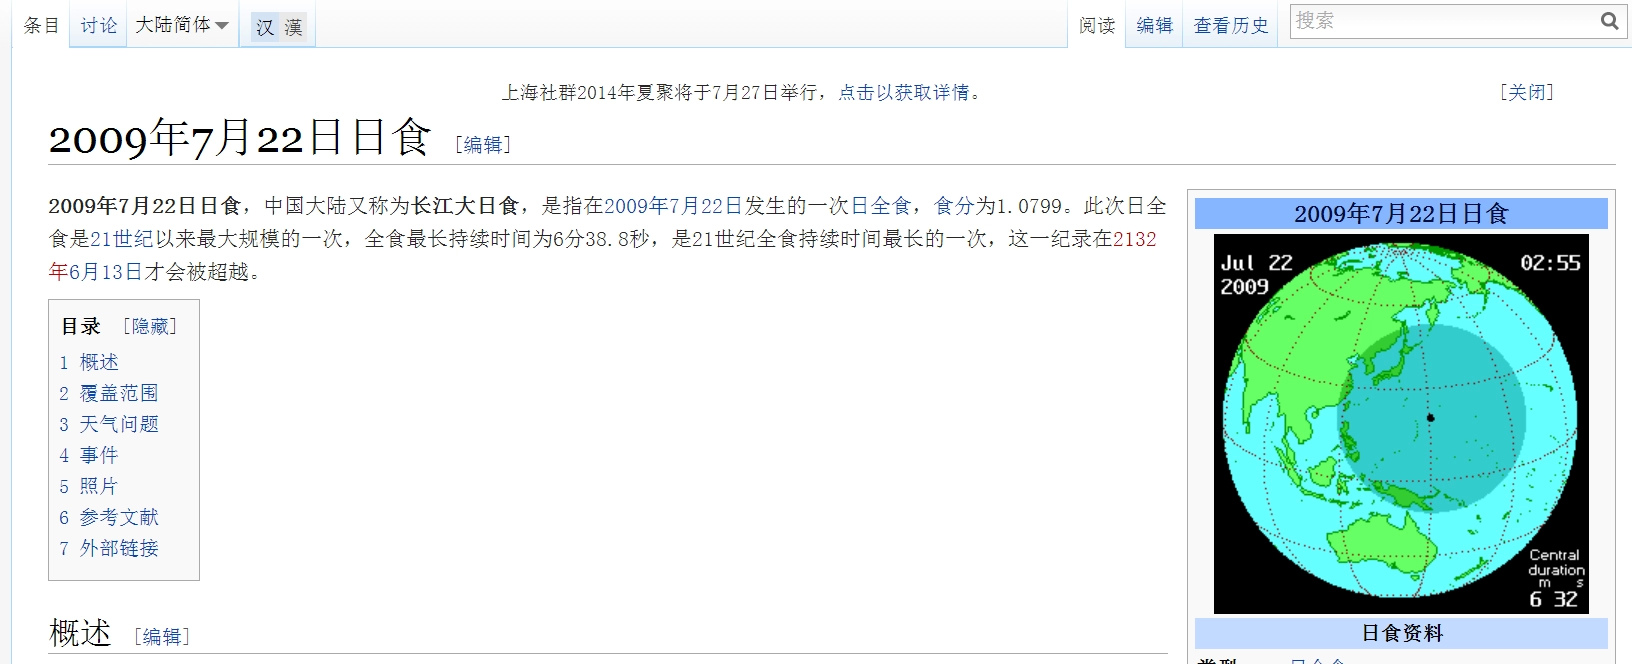 条目 讨论 大陆简体 汉 漢 阅读 编辑 查看历史 搜索
上海社群2014年夏聚将于7月27日举行，点击以获取详情。 [关闭]
2009年7月22日日食 [编辑]
2009年7月22日日食，中国大陆又称为长江大日食，是指在2009年7月22日发生的一次日全食，食分为1.0799。此次日全
食是21世纪以来最大规模的一次，全食最长持续时间为6分38.8秒，是21世纪全食持续时间最长的一次，这一纪录在2132
年6月13日才会被超越。
目录 [隐藏]
1 概述
2 覆盖范围
3 天气问题
4 事件
5 照片
6 参考文献
7 外部链接
概述 [编辑]
2009年7月22日日食
Jul 22 02:55
2009
Central
duration
m s
6 32
日食资料
类型 日全食